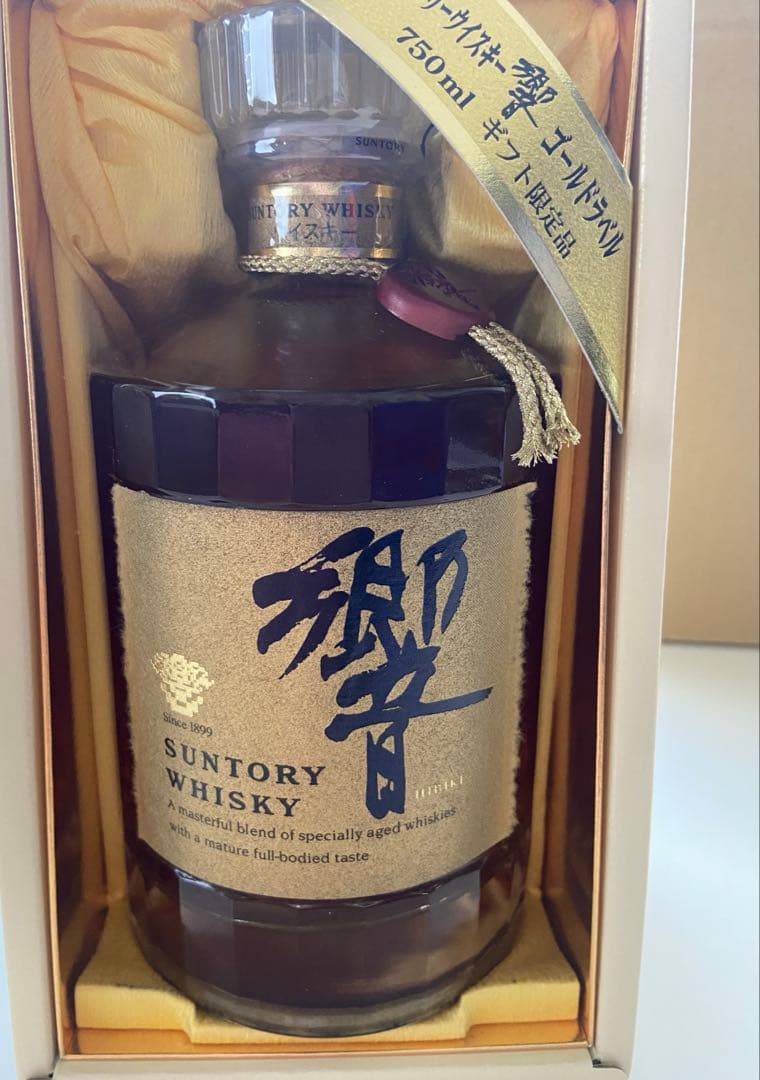 リーウイスキー 響 ゴールドラベル
750ml ギフト限定品
SUNTORY
SUNTORY WHISKY
イスキー
響
HIBIKI
Since 1899
SUNTORY
WHISKY
A masterful blend of specially aged whiskies
with a mature full-bodied taste